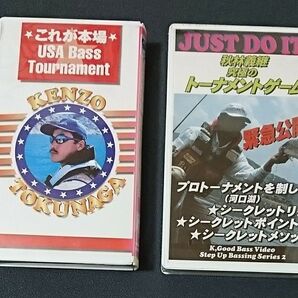 ★これが本場★
USA Bass
Tournament
KENZO
TOKUNAGA
JUST DO IT
究極の
トーナメントゲーム
緊急公開
プロトーナメントを制し
(河口湖)
★シークレットリ
★シークレットポイント
★シークレットメソッ
K,Good Bass Video
Step Up Bassing Series 2